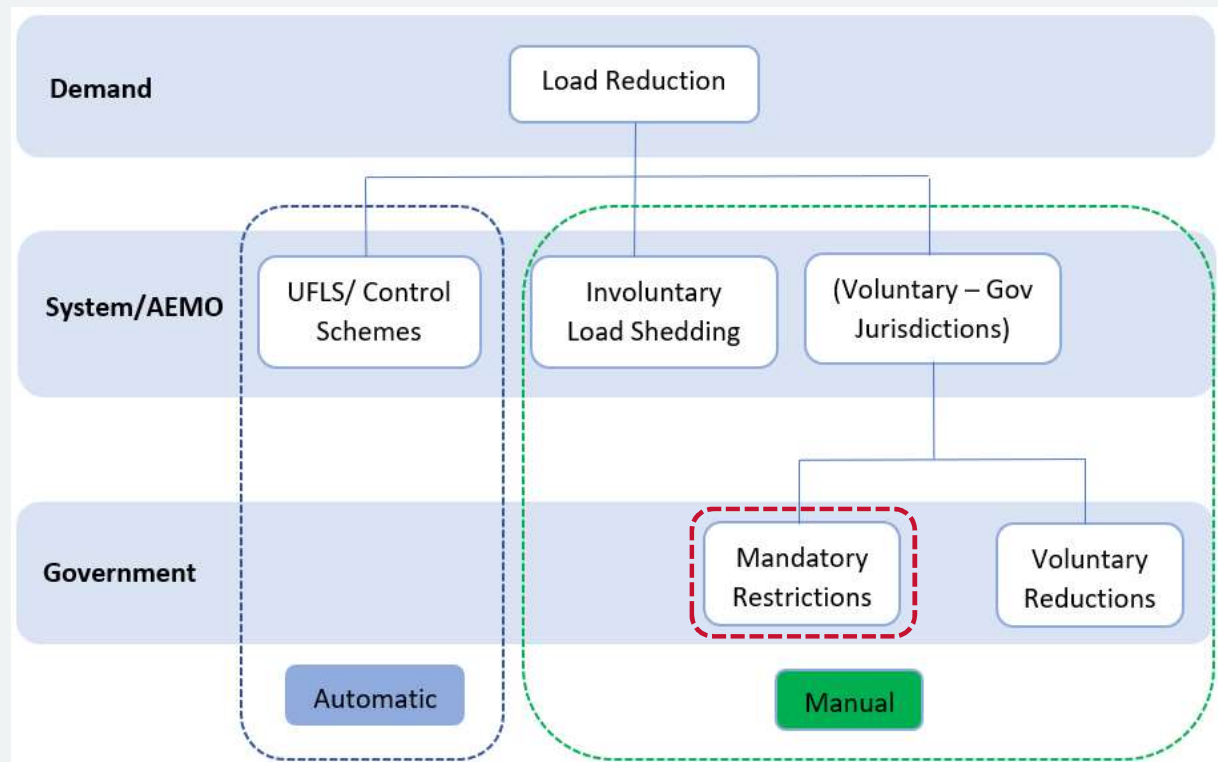 Demand
Load Reduction
System/AEMO
UFLS/ Control
Schemes
Involuntary
Load Shedding
(Voluntary – Gov
Jurisdictions)
Government
Mandatory
Restrictions
Voluntary
Reductions
Automatic
Manual